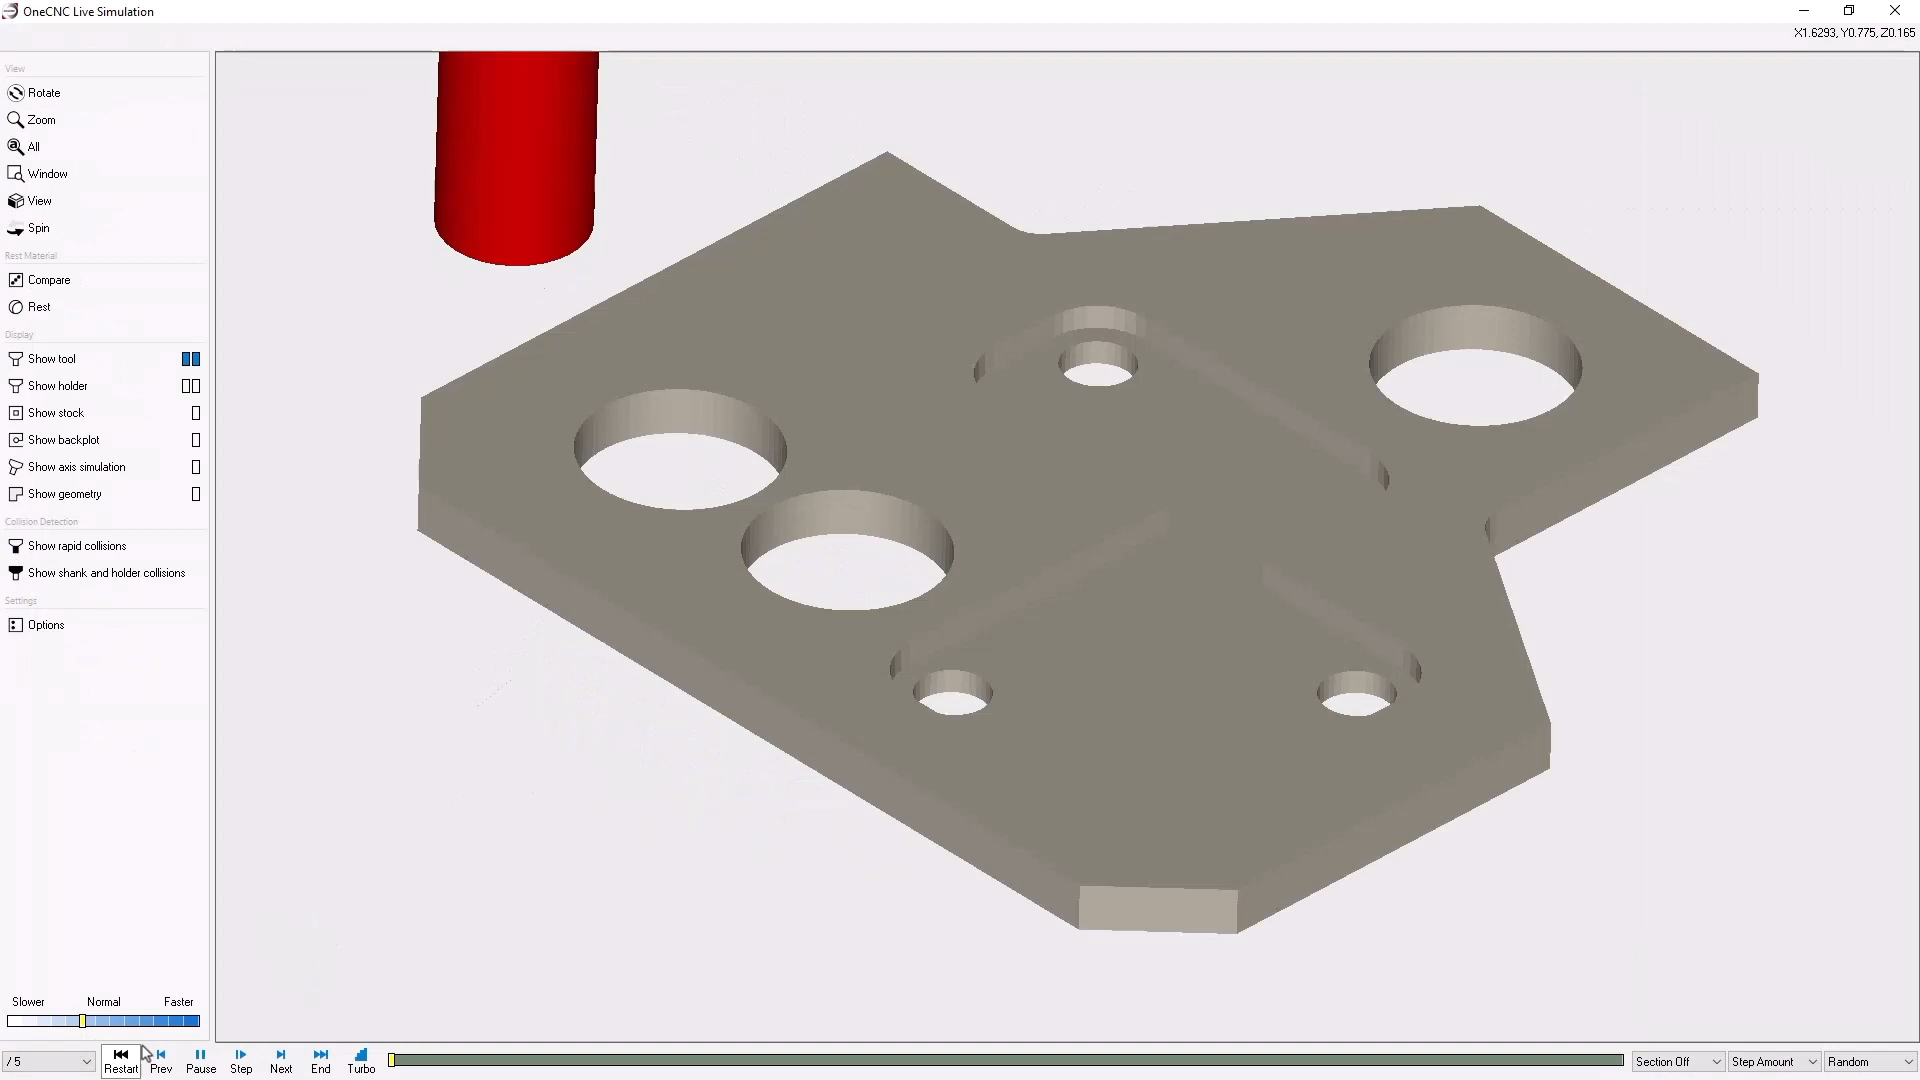 OneCNC Live Simulation
X1.6293, Y0.775, Z0.165
View
Rotate
Zoom
All
Window
View
Spin
Rest Material
Compare
Rest
Display
Show tool
Show holder
Show stock
Show backplot
Show axis simulation
Show geometry
Collision Detection
Show rapid collisions
Show shank and holder collisions
Settings
Options
Slower Normal Faster
/ 5 Restart Prev Pause Step Next End Turbo Section Off Step Amount Random